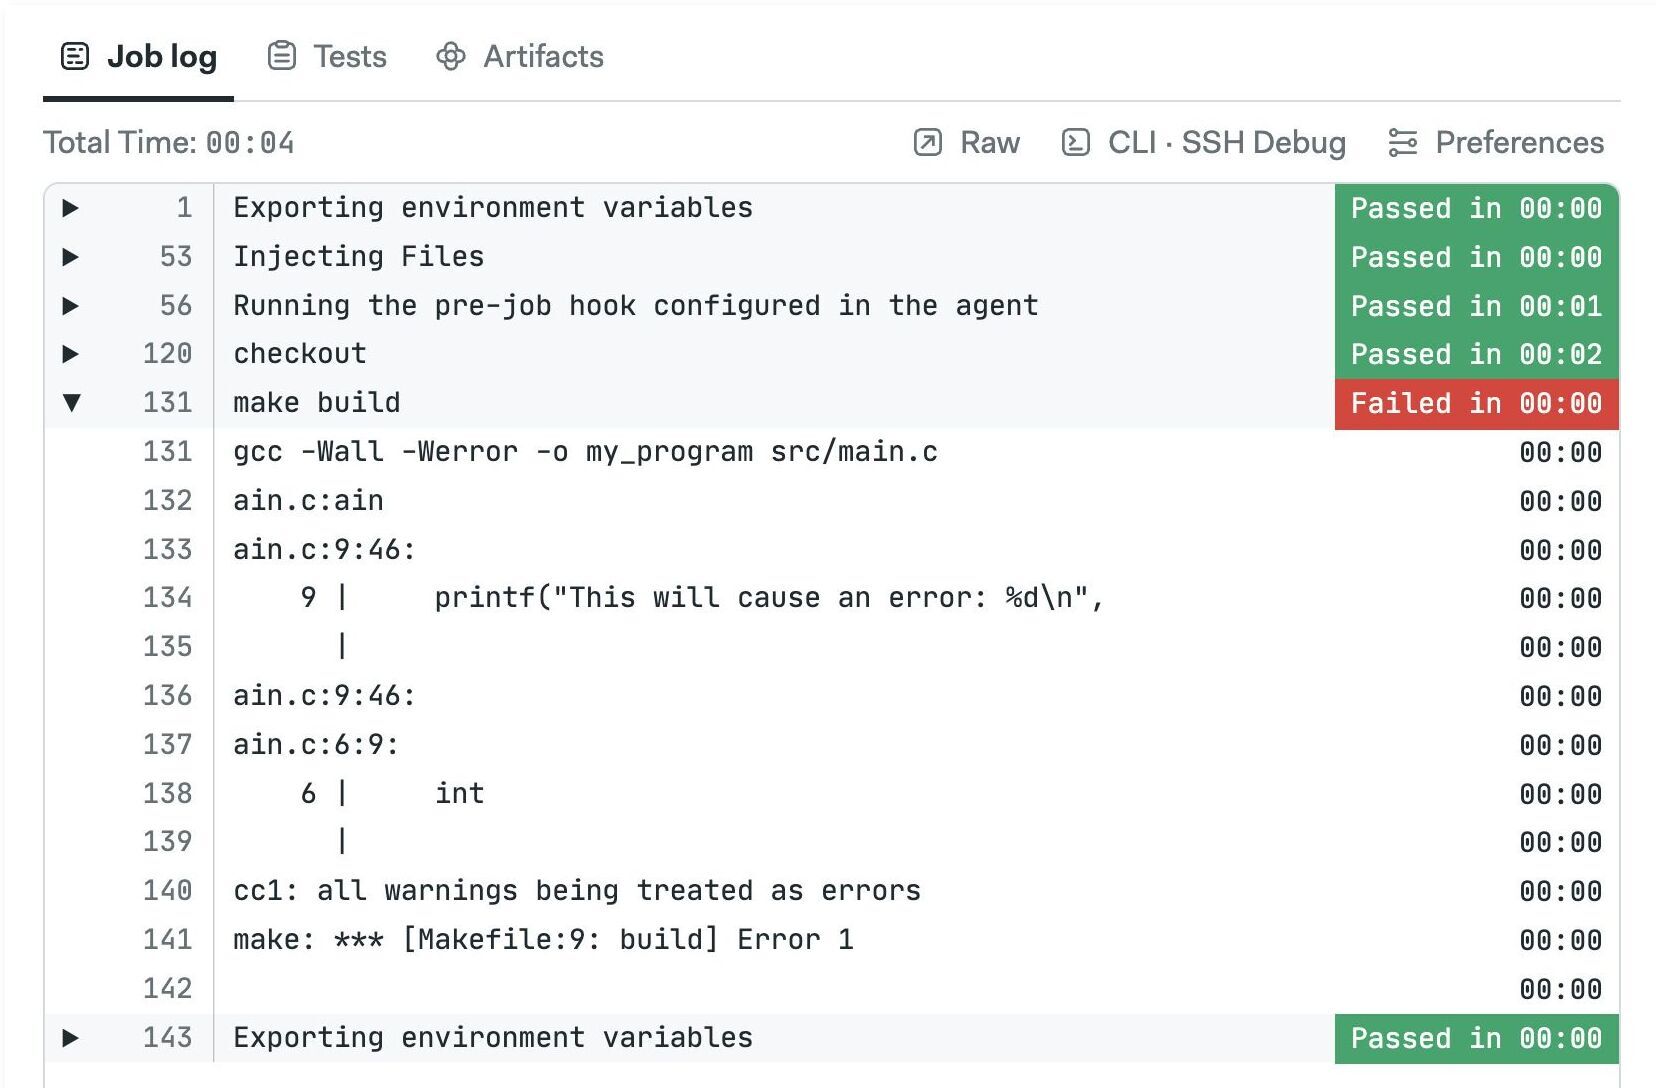 Job log Tests Artifacts
Total Time: 00:04 Raw CLI · SSH Debug Preferences
1 Exporting environment variables Passed in 00:00
53 Injecting Files Passed in 00:00
56 Running the pre-job hook configured in the agent Passed in 00:01
120 checkout Passed in 00:02
131 make build Failed in 00:00
131 gcc -Wall -Werror -o my_program src/main.c 00:00
132 ain.c:ain 00:00
133 ain.c:9:46: 00:00
134 9 | printf("This will cause an error: %d\n", 00:00
135 | 00:00
136 ain.c:9:46: 00:00
137 ain.c:6:9: 00:00
138 6 | int 00:00
139 | 00:00
140 cc1: all warnings being treated as errors 00:00
141 make: *** [Makefile:9: build] Error 1 00:00
142 00:00
143 Exporting environment variables Passed in 00:00